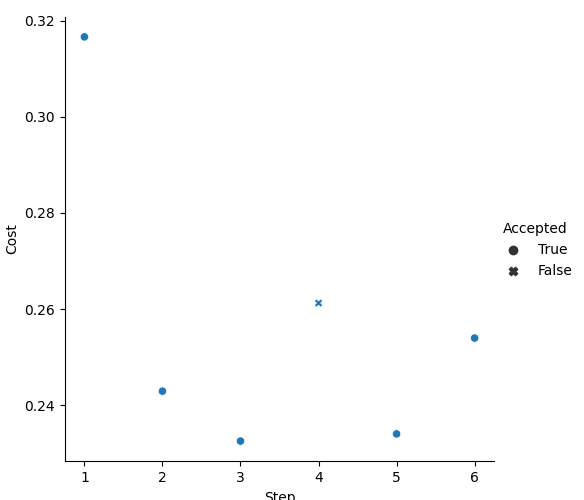 0.32
0.30
0.28
0.26
0.24
Cost
1 2 3 4 5 6
Step
Accepted
True
False